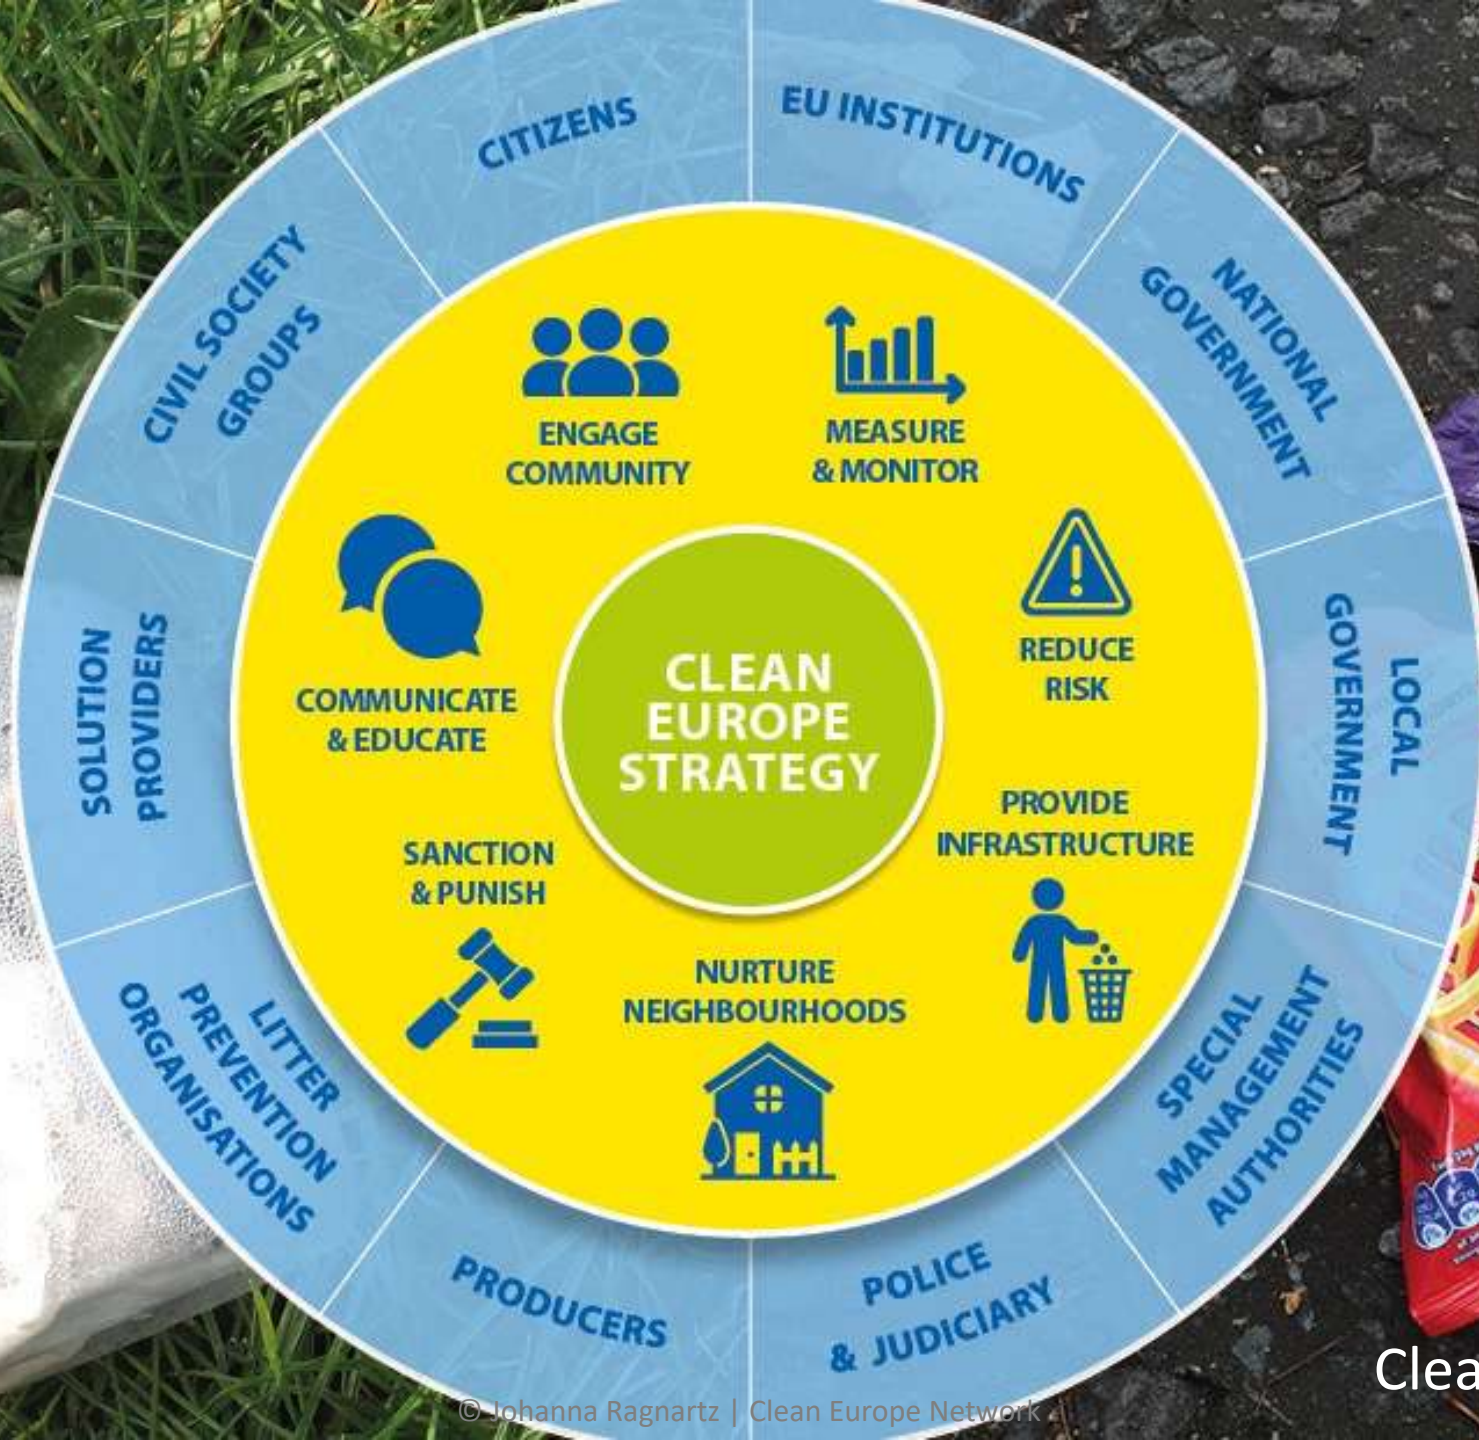 CITIZENS
EU INSTITUTIONS
NATIONAL
GOVERNMENT
LOCAL
GOVERNMENT
SPECIAL
MANAGEMENT
AUTHORITIES
POLICE
& JUDICIARY
PRODUCERS
LITTER
PREVENTION
ORGANISATIONS
SOLUTION
PROVIDERS
CIVIL SOCIETY
GROUPS
ENGAGE
COMMUNITY
MEASURE
& MONITOR
REDUCE
RISK
PROVIDE
INFRASTRUCTURE
NURTURE
NEIGHBOURHOODS
SANCTION
& PUNISH
COMMUNICATE
& EDUCATE
CLEAN
EUROPE
STRATEGY
Clea
© Johanna Ragnartz | Clean Europe Network